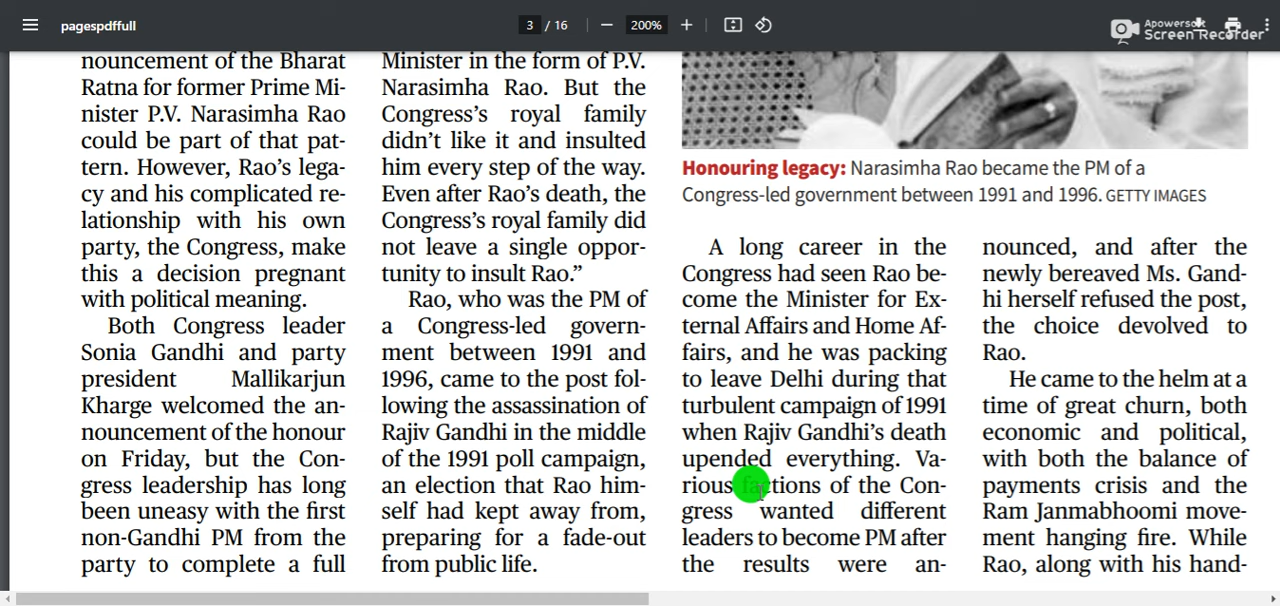 pagespdffull
3 / 16
200%
Apowersoft
Screen Recorder
nouncement of the Bharat
Ratna for former Prime Mi-
nister P.V. Narasimha Rao
could be part of that pat-
tern. However, Rao’s lega-
cy and his complicated re-
lationship with his own
party, the Congress, make
this a decision pregnant
with political meaning.
Both Congress leader
Sonia Gandhi and party
president Mallikarjun
Kharge welcomed the an-
nouncement of the honour
on Friday, but the Con-
gress leadership has long
been uneasy with the first
non-Gandhi PM from the
party to complete a full
Minister in the form of P.V.
Narasimha Rao. But the
Congress’s royal family
didn’t like it and insulted
him every step of the way.
Even after Rao’s death, the
Congress’s royal family did
not leave a single oppor-
tunity to insult Rao.”
Rao, who was the PM of
a Congress-led govern-
ment between 1991 and
1996, came to the post fol-
lowing the assassination of
Rajiv Gandhi in the middle
of the 1991 poll campaign,
an election that Rao him-
self had kept away from,
preparing for a fade-out
from public life.
Honouring legacy: Narasimha Rao became the PM of a
Congress-led government between 1991 and 1996. GETTY IMAGES
A long career in the
Congress had seen Rao be-
come the Minister for Ex-
ternal Affairs and Home Af-
fairs, and he was packing
to leave Delhi during that
turbulent campaign of 1991
when Rajiv Gandhi’s death
upended everything. Va-
rious factions of the Con-
gress wanted different
leaders to become PM after
the results were an-
nounced, and after the
newly bereaved Ms. Gand-
hi herself refused the post,
the choice devolved to
Rao.
He came to the helm at a
time of great churn, both
economic and political,
with both the balance of
payments crisis and the
Ram Janmabhoomi move-
ment hanging fire. While
Rao, along with his hand-